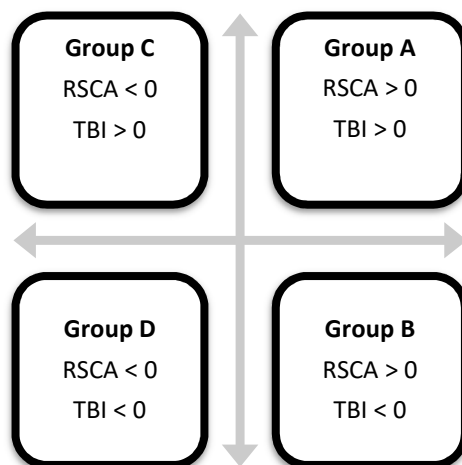 Group C
RSCA < 0
TBI > 0
Group A
RSCA > 0
TBI > 0
Group D
RSCA < 0
TBI < 0
Group B
RSCA > 0
TBI < 0